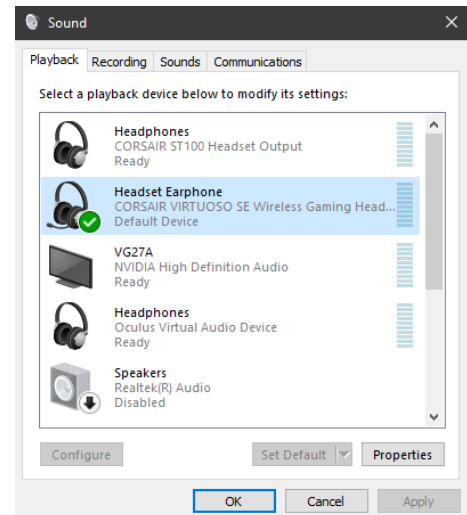 Sound
Playback Recording Sounds Communications
Select a playback device below to modify its settings:
Headphones
CORSAIR ST100 Headset Output
Ready
Headset Earphone
CORSAIR VIRTUOSO SE Wireless Gaming Head...
Default Device
VG27A
NVIDIA High Definition Audio
Ready
Headphones
Oculus Virtual Audio Device
Ready
Speakers
Realtek(R) Audio
Disabled
Configure Set Default Properties
OK Cancel Apply